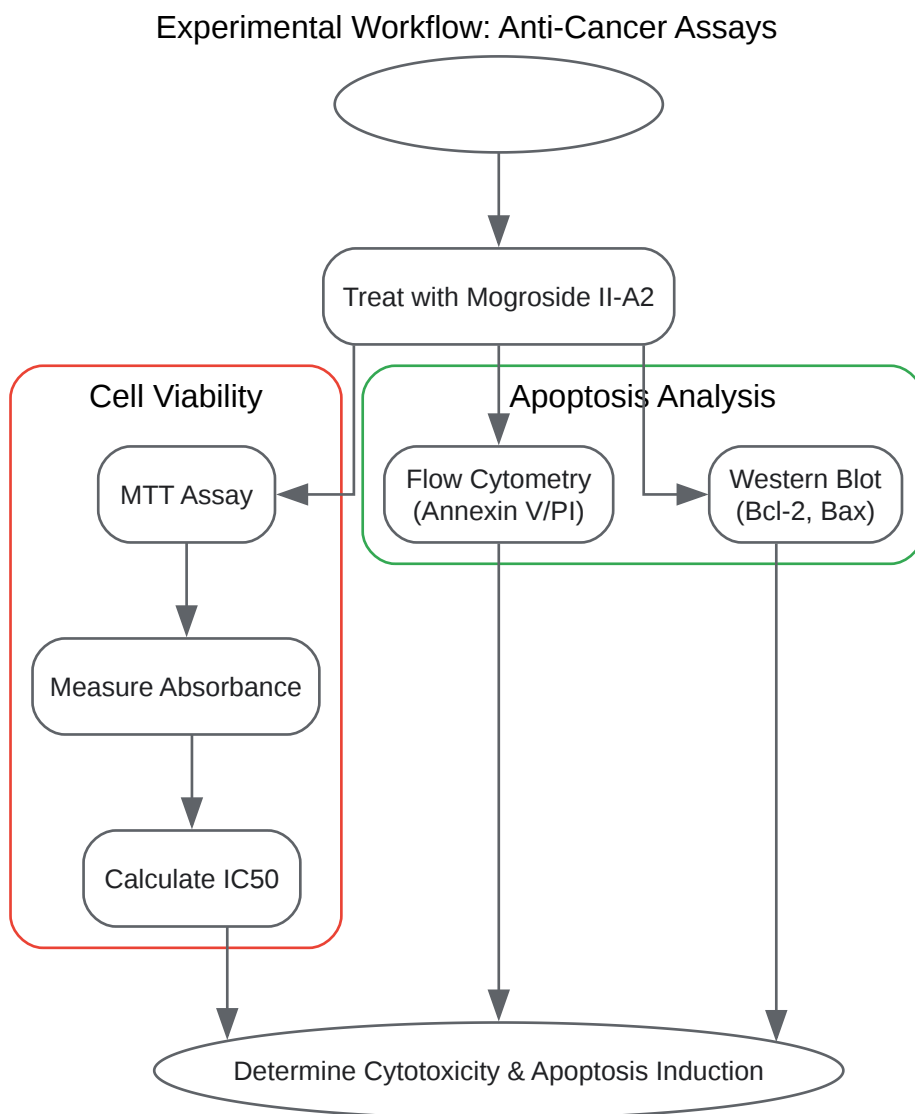 Experimental Workflow: Anti-Cancer Assays
Treat with Mogroside II-A2
Cell Viability
MTT Assay
Measure Absorbance
Calculate IC50
Apoptosis Analysis
Flow Cytometry
(Annexin V/PI)
Western Blot
(Bcl-2, Bax)
Determine Cytotoxicity & Apoptosis Induction